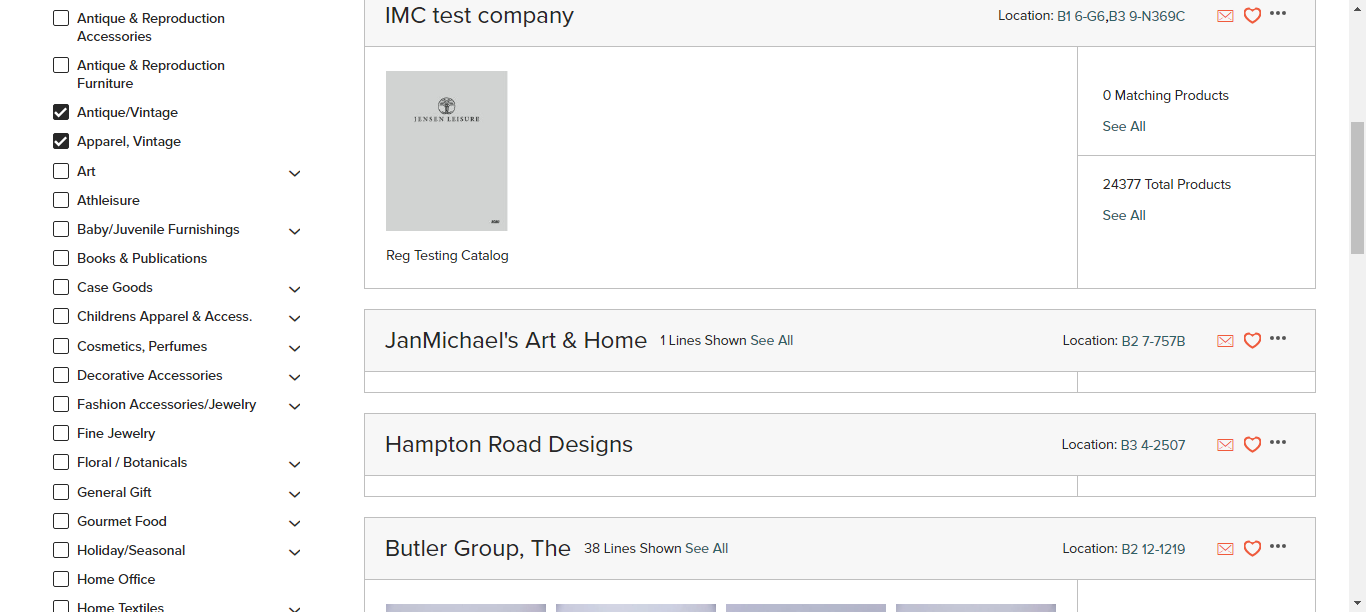 Antique & Reproduction
Accessories
Antique & Reproduction
Furniture
Antique/Vintage
Apparel, Vintage
Art
Athleisure
Baby/Juvenile Furnishings
Books & Publications
Case Goods
Childrens Apparel & Access.
Cosmetics, Perfumes
Decorative Accessories
Fashion Accessories/Jewelry
Fine Jewelry
Floral / Botanicals
General Gift
Gourmet Food
Holiday/Seasonal
Home Office
Home Textiles
IMC test company
Location: B1 6-G6,B3 9-N369C
JENSEN LEISURE
Reg Testing Catalog
0 Matching Products
See All
24377 Total Products
See All
JanMichael's Art & Home 1 Lines Shown See All
Location: B2 7-757B
Hampton Road Designs
Location: B3 4-2507
Butler Group, The 38 Lines Shown See All
Location: B2 12-1219